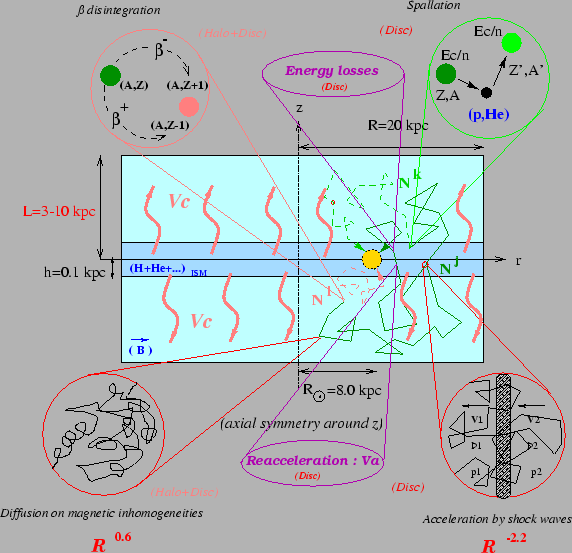 β disintegration
Spallation
(Halo+Disc)
(Disc)
β-
(A,Z)
(A,Z+1)
β+
(A,Z-1)
Energy losses
(Disc)
Ec/n
Ec/n
Z',A'
Z,A
(p,He)
z
R=20 kpc
L=3-10 kpc
Vc
N k
h=0.1 kpc
(H+He+...) ISM
r
N j
N i
Vc
( B )
R☉=8.0 kpc
(axial symmetry around z)
Reacceleration : Va
(Disc)
V1
V2
p1
p2
p1
p2
(Halo+Disc)
(Disc)
Diffusion on magnetic inhomogeneities
Acceleration by shock waves
R 0.6
R -2.2